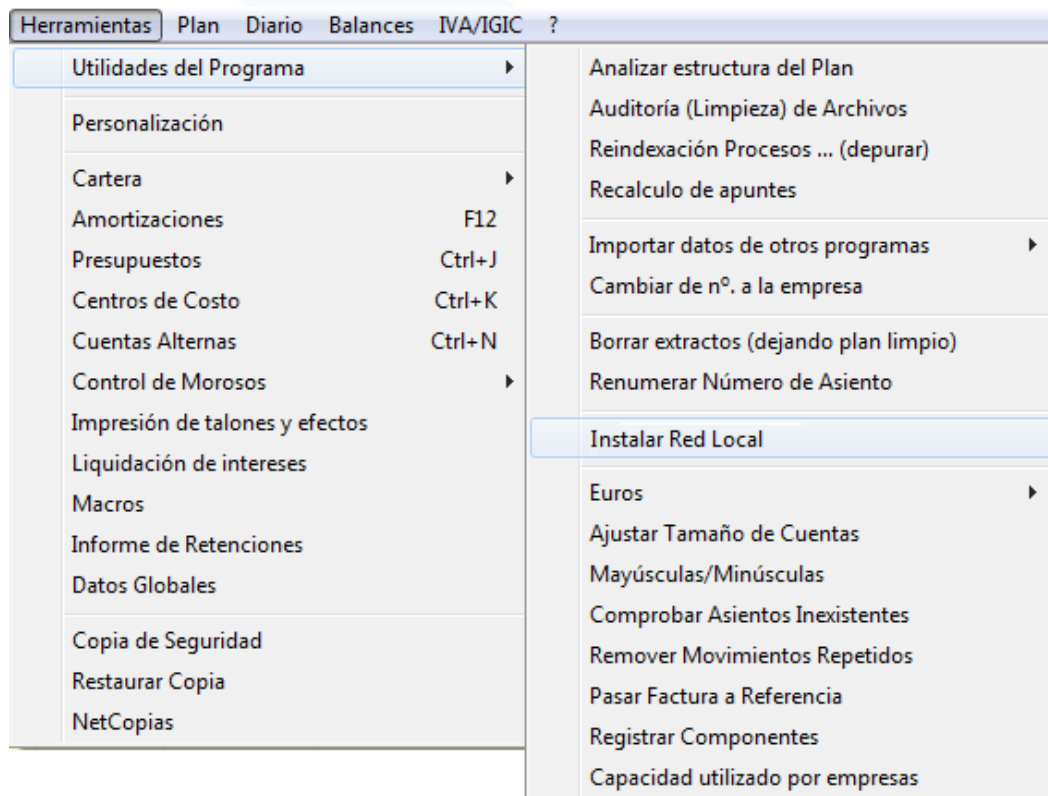 Herramientas Plan Diario Balances IVA/IGIC ?
Utilidades del Programa
Personalización
Cartera
Amortizaciones F12
Presupuestos Ctrl+J
Centros de Costo Ctrl+K
Cuentas Alternas Ctrl+N
Control de Morosos
Impresión de talones y efectos
Liquidación de intereses
Macros
Informe de Retenciones
Datos Globales
Copia de Seguridad
Restaurar Copia
NetCopias
Analizar estructura del Plan
Auditoría (Limpieza) de Archivos
Reindexación Procesos ... (depurar)
Recalculo de apuntes
Importar datos de otros programas
Cambiar de nº. a la empresa
Borrar extractos (dejando plan limpio)
Renumerar Número de Asiento
Instalar Red Local
Euros
Ajustar Tamaño de Cuentas
Mayúsculas/Minúsculas
Comprobar Asientos Inexistentes
Remover Movimientos Repetidos
Pasar Factura a Referencia
Registrar Componentes
Capacidad utilizado por empresas